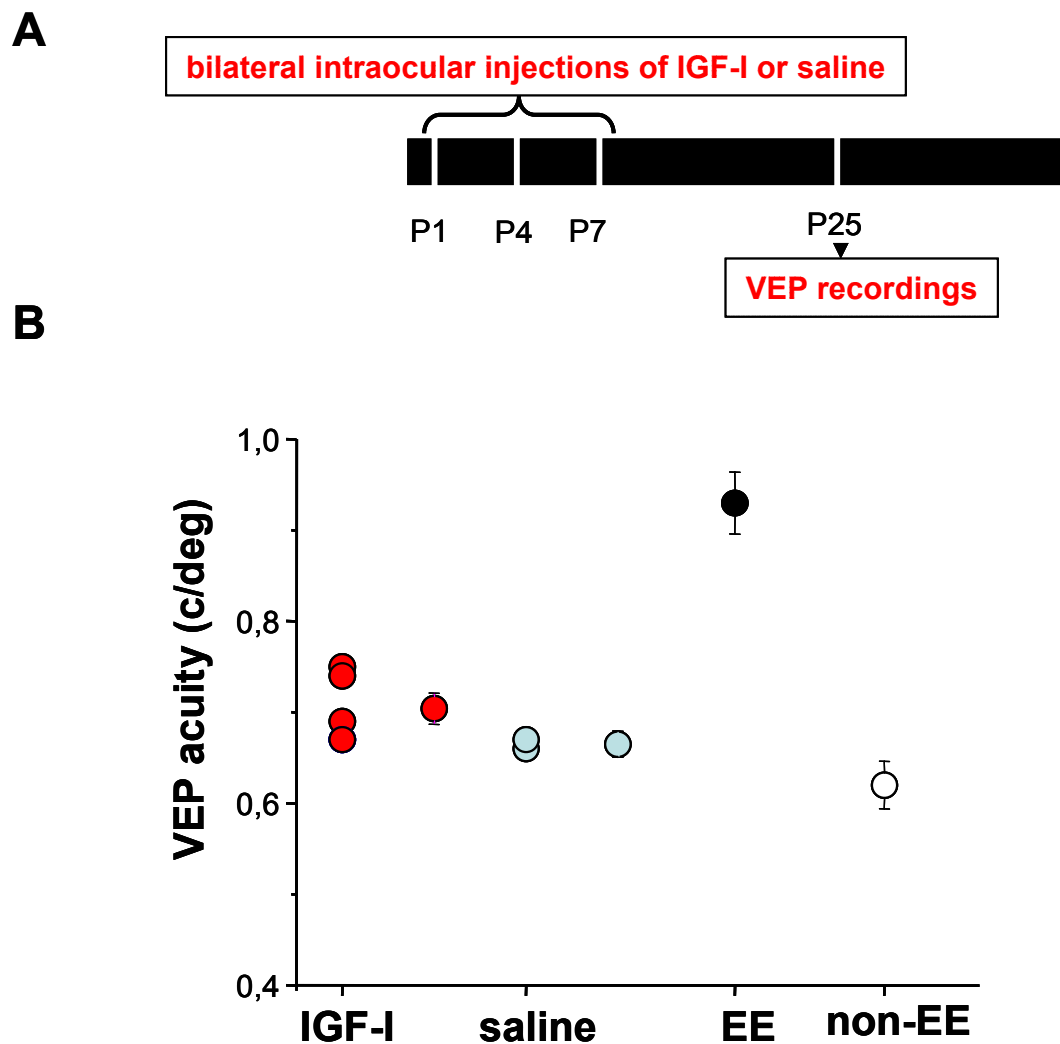 A
bilateral intraocular injections of IGF-I or saline
P1 P4 P7 P25
VEP recordings
B
VEP acuity (c/deg)
1,0
0,8
0,6
0,4
IGF-I saline EE non-EE